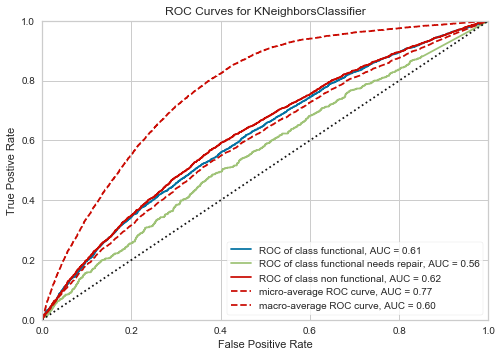 ROC Curves for KNeighborsClassifier
1.0
0.8
0.6
0.4
0.2
0.0
True Postive Rate
ROC of class functional, AUC = 0.61
ROC of class functional needs repair, AUC = 0.56
ROC of class non functional, AUC = 0.62
micro-average ROC curve, AUC = 0.77
macro-average ROC curve, AUC = 0.60
0.0 0.2 0.4 0.6 0.8 1.0
False Positive Rate